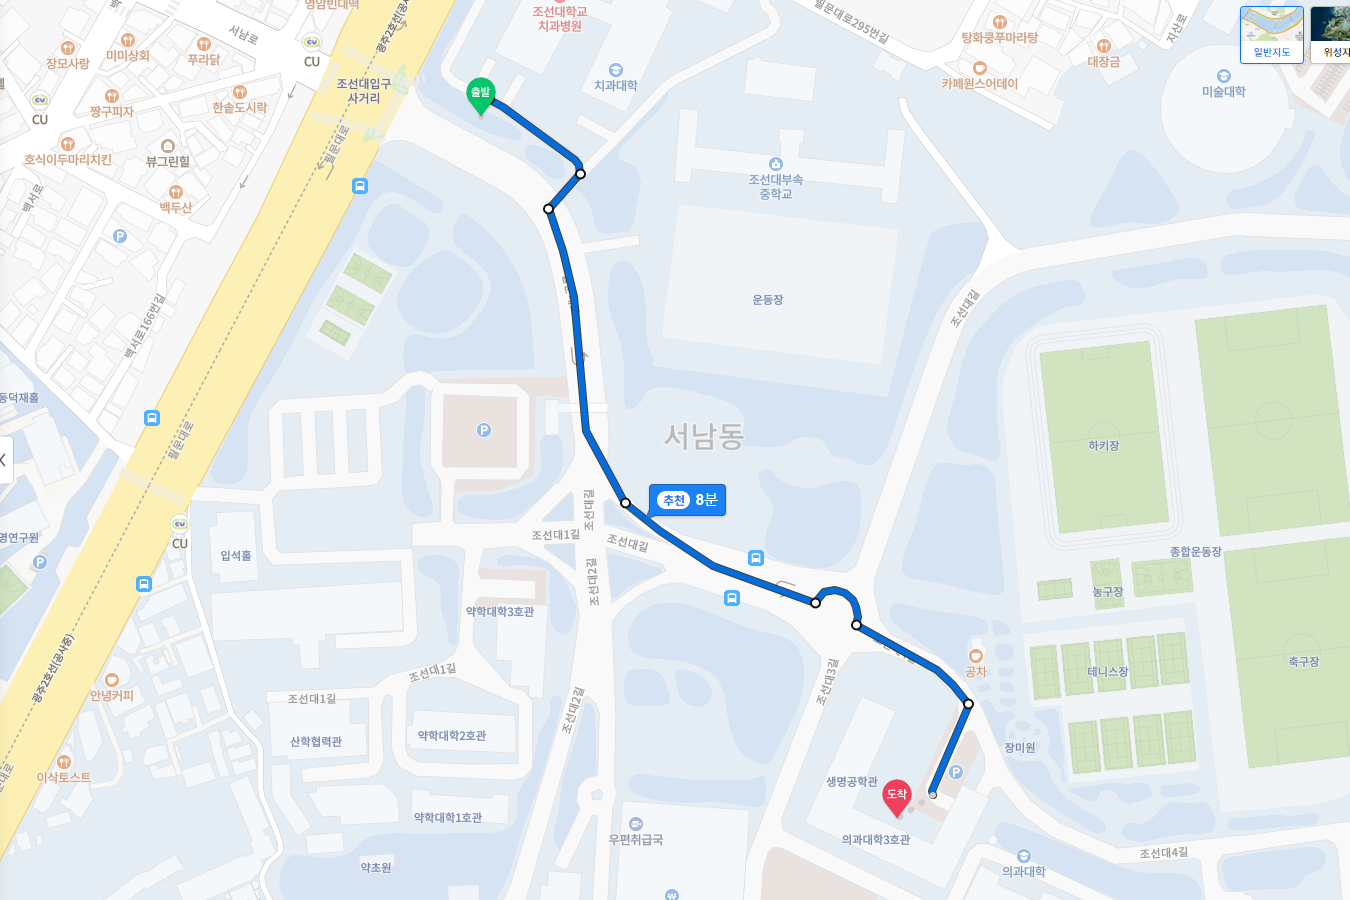 명암빈대떡
서남로
CU
장모사랑
미미상회
푸라닭
광주2호선(공사
조선대학교
치과병원
필문대로295번길
탕화쿵푸마라탕
지산로
일반지도
위성지
대장금
카페원스어데이
미술대학
조선대입구
사거리
출발
치과대학
CU
짱구피자
한솔도시락
호식이두마리치킨
뷰그린힐
필문대로
백서로
백두산
P
조선대부속
중학교
운동장
조선대길
백서로166번길
동덕재홀
P
서남동
하키장
필문대로
추천 8분
CU
명연구원
P
입석홀
조선대1길
조선대길
조선대길
조선대2길
종합운동장
농구장
약학대학3호관
광주2호선(공사중)
안녕커피
조선대1길
조선대1길
조선대2길
조선대3길
공차
테니스장
축구장
산학협력관
약학대학2호관
장미원
이삭토스트
생명공학관
P
도착
약학대학1호관
우편취급국
의과대학3호관
조선대4길
약초원
의과대학